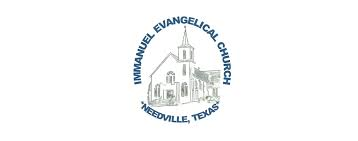 IMMANUEL EVANGELICAL CHURCH
"NEEDVILLE, TEXAS"